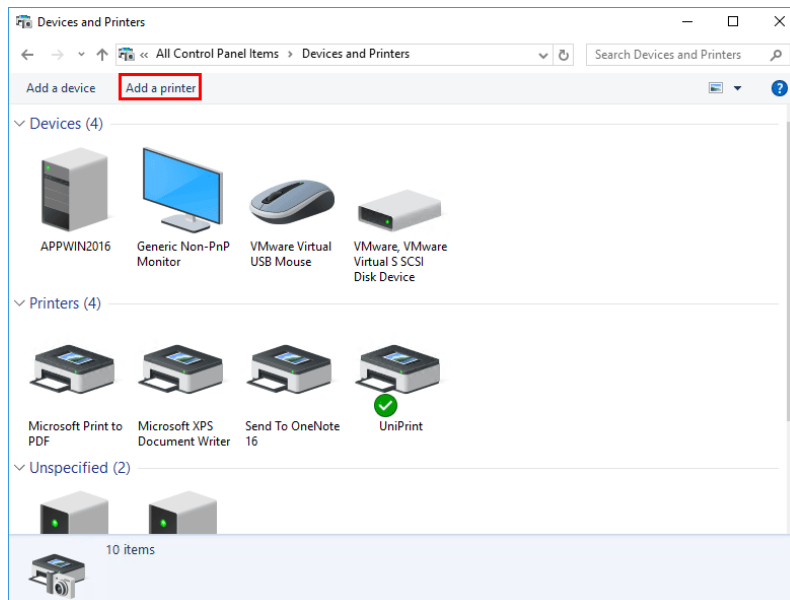 Devices and Printers
« All Control Panel Items › Devices and Printers
Search Devices and Printers
Add a device
Add a printer
?
Devices (4)
APPWIN2016
Generic Non-PnP
Monitor
VMware Virtual
USB Mouse
VMware, VMware
Virtual S SCSI
Disk Device
Printers (4)
Microsoft Print to
PDF
Microsoft XPS
Document Writer
Send To OneNote
16
UniPrint
Unspecified (2)
10 items